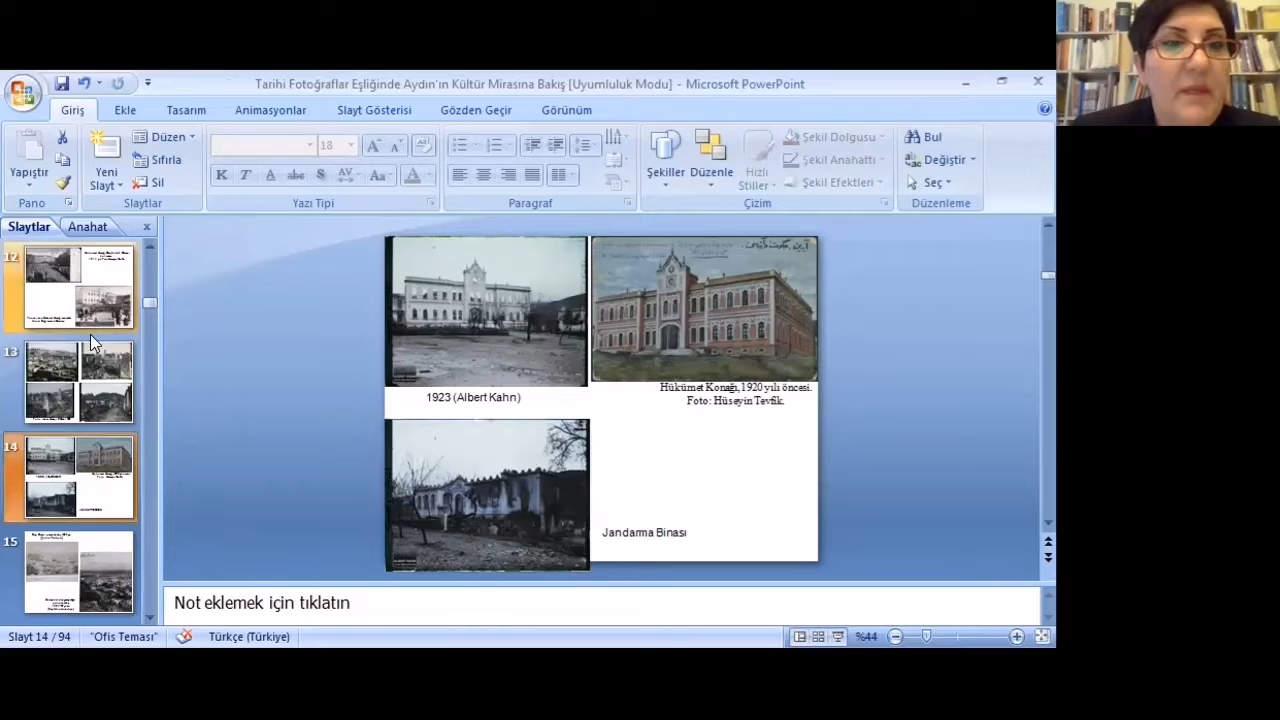 Tarihi Fotoğraflar Eşliğinde Aydın'ın Kültür Mirasına Bakış [Uyumluluk Modu] - Microsoft PowerPoint
Giriş
Ekle
Tasarım
Animasyonlar
Slayt Gösterisi
Gözden Geçir
Görünüm
Yapıştır
Pano
Yeni
Slayt
Düzen
Sıfırla
Sil
Slaytlar
18
K T A abc S AV Aa A
Yazı Tipi
Paragraf
Şekiller
Düzenle
Hızlı
Stiller
Şekil Dolgusu
Şekil Anahattı
Şekil Efektleri
Çizim
Bul
Değiştir
Seç
Düzenleme
Slaytlar
Anahat
12
13
14
15
1923 (Albert Kahn)
Hükümet Konağı, 1920 yılı öncesi.
Foto: Hüseyin Tevfik.
Jandarma Binası
Not eklemek için tıklatın
Slayt 14 / 94
"Ofis Teması"
Türkçe (Türkiye)
%44